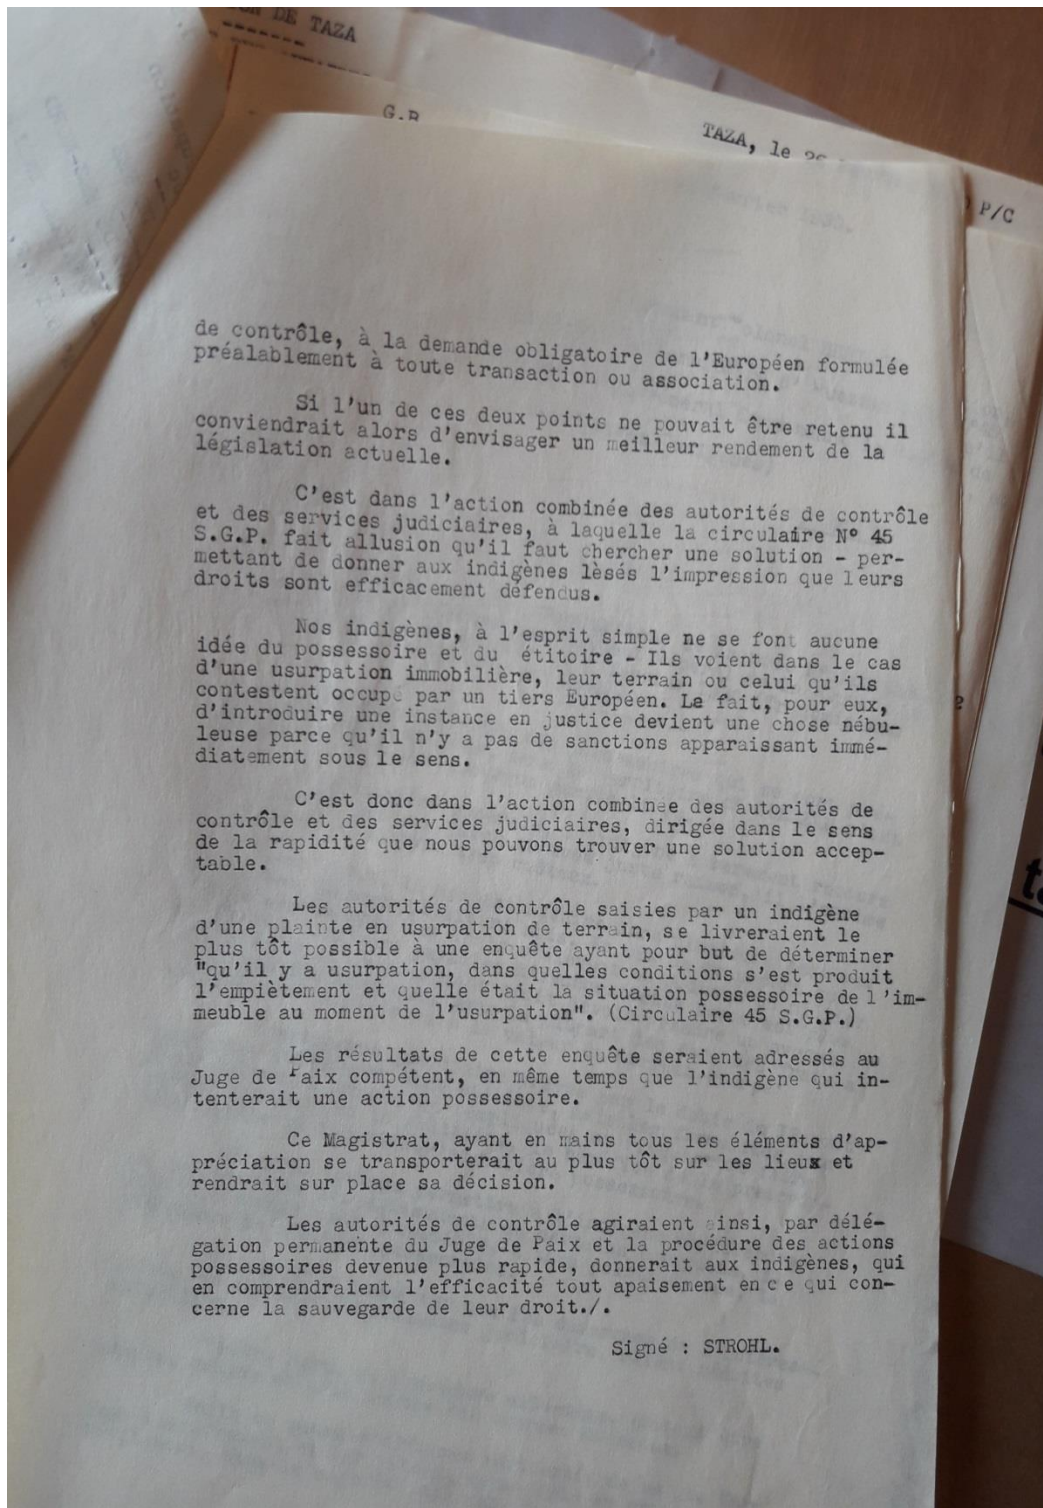 DE TAZA
G.R
TAZA, le
P/C
de contrôle, à la demande obligatoire de l'Européen formulée
préalablement à toute transaction ou association.
Si l'un de ces deux points ne pouvait être retenu il
conviendrait alors d'envisager un meilleur rendement de la
législation actuelle.
C'est dans l'action combinée des autorités de contrôle
et des services judiciaires, à laquelle la circulaire N° 45
S.G.P. fait allusion qu'il faut chercher une solution - per-
mettant de donner aux indigènes lèsés l'impression que leurs
droits sont efficacement défendus.
Nos indigènes, à l'esprit simple ne se font aucune
idée du possessoire et du étitoire - Ils voient dans le cas
d'une usurpation immobilière, leur terrain ou celui qu'ils
contestent occupé par un tiers Européen. Le fait, pour eux,
d'introduire une instance en justice devient une chose nébu-
leuse parce qu'il n'y a pas de sanctions apparaissant immé-
diatement sous le sens.
C'est donc dans l'action combinée des autorités de
contrôle et des services judiciaires, dirigée dans le sens
de la rapidité que nous pouvons trouver une solution accep-
table.
Les autorités de contrôle saisies par un indigène
d'une plainte en usurpation de terrain, se livreraient le
plus tôt possible à une enquête ayant pour but de déterminer
"qu'il y a usurpation, dans quelles conditions s'est produit
l'empiètement et quelle était la situation possessoire de l'im-
meuble au moment de l'usurpation". (Circulaire 45 S.G.P.)
Les résultats de cette enquête seraient adressés au
Juge de Paix compétent, en même temps que l'indigène qui in-
tenterait une action possessoire.
Ce Magistrat, ayant en mains tous les éléments d'ap-
préciation se transporterait au plus tôt sur les lieux et
rendrait sur place sa décision.
Les autorités de contrôle agiraient ainsi, par délé-
gation permanente du Juge de Paix et la procédure des actions
possessoires devenue plus rapide, donnerait aux indigènes, qui
en comprendraient l'efficacité tout apaisement en ce qui con-
cerne la sauvegarde de leur droit./.
Signé : STROHL.